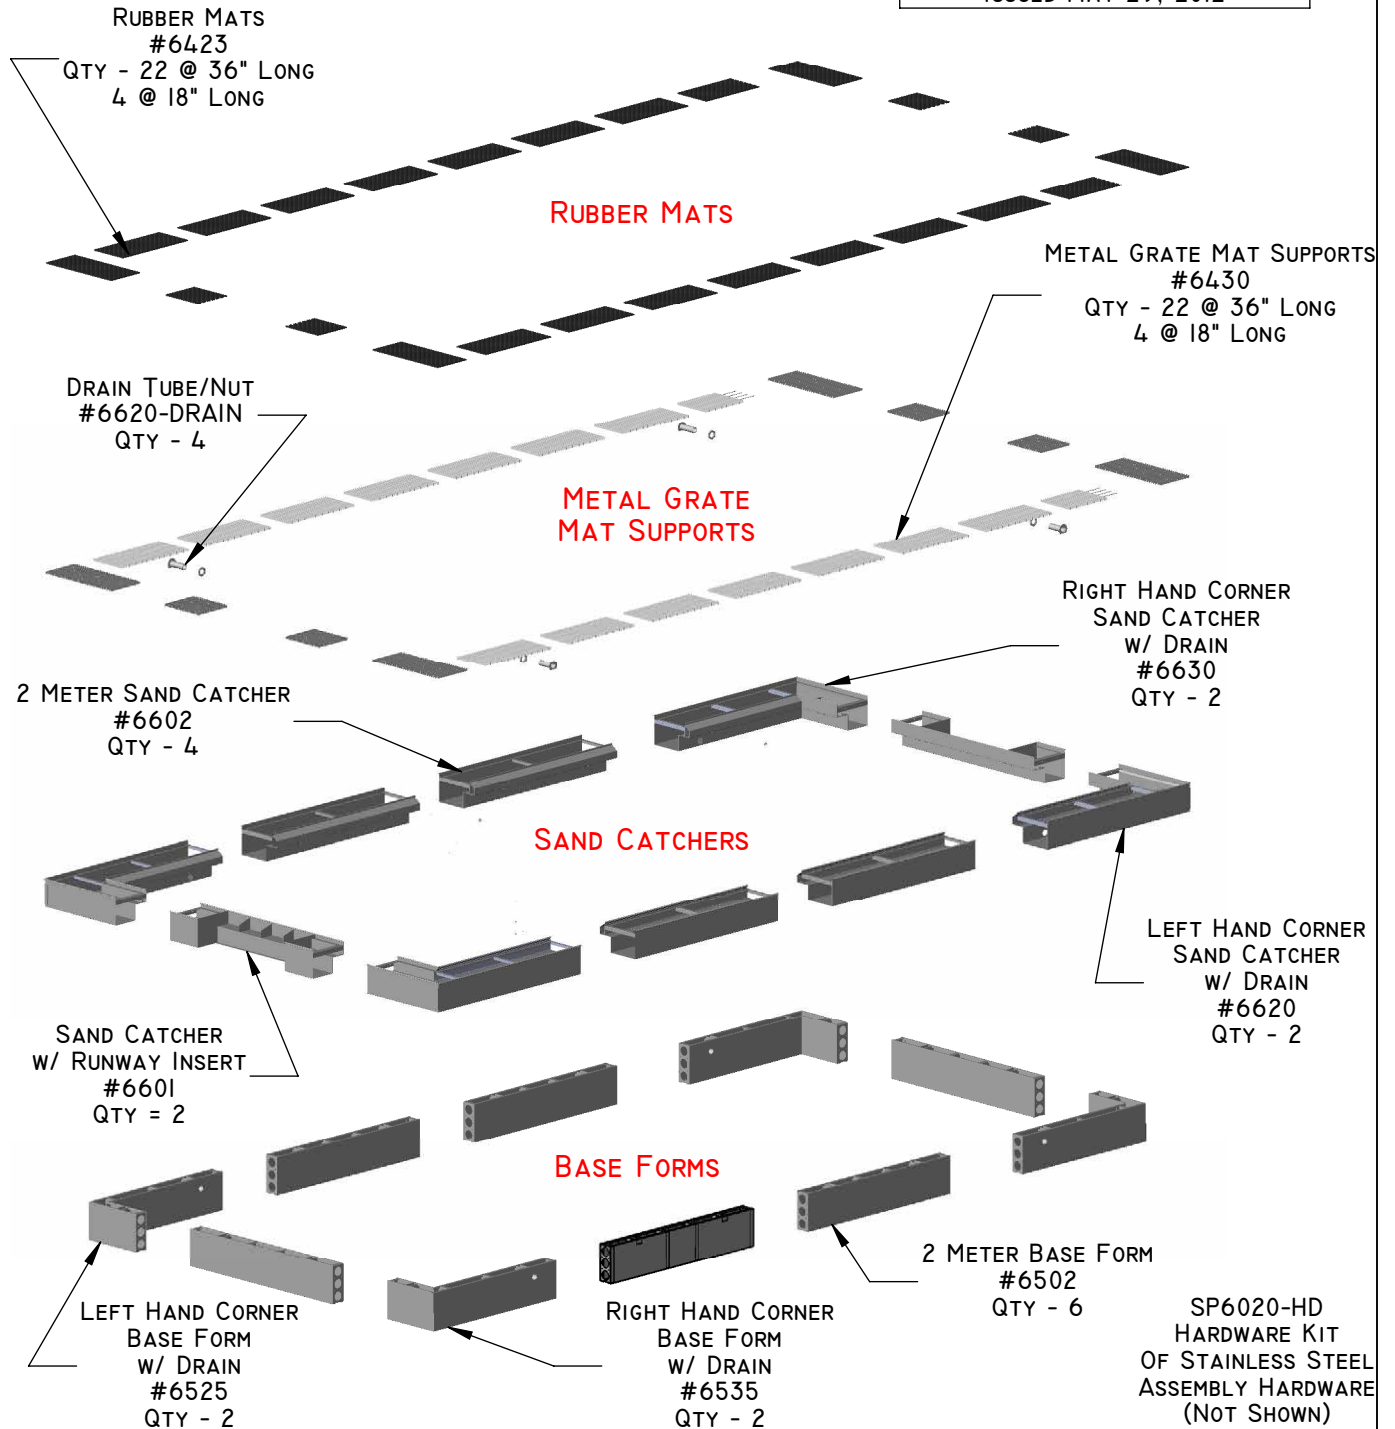 RUBBER MATS
#6423
QTY - 22 @ 36" LONG
4 @ 18" LONG
RUBBER MATS
METAL GRATE MAT SUPPORTS
#6430
QTY - 22 @ 36" LONG
4 @ 18" LONG
DRAIN TUBE/NUT
#6620-DRAIN
QTY - 4
METAL GRATE
MAT SUPPORTS
RIGHT HAND CORNER
SAND CATCHER
W/ DRAIN
#6630
QTY - 2
2 METER SAND CATCHER
#6602
QTY - 4
SAND CATCHERS
LEFT HAND CORNER
SAND CATCHER
W/ DRAIN
#6620
QTY - 2
SAND CATCHER
W/ RUNWAY INSERT
#6601
QTY = 2
BASE FORMS
2 METER BASE FORM
#6502
QTY - 6
LEFT HAND CORNER
BASE FORM
W/ DRAIN
#6525
QTY - 2
RIGHT HAND CORNER
BASE FORM
W/ DRAIN
#6535
QTY - 2
SP6020-HD
HARDWARE KIT
OF STAINLESS STEEL
ASSEMBLY HARDWARE
(NOT SHOWN)